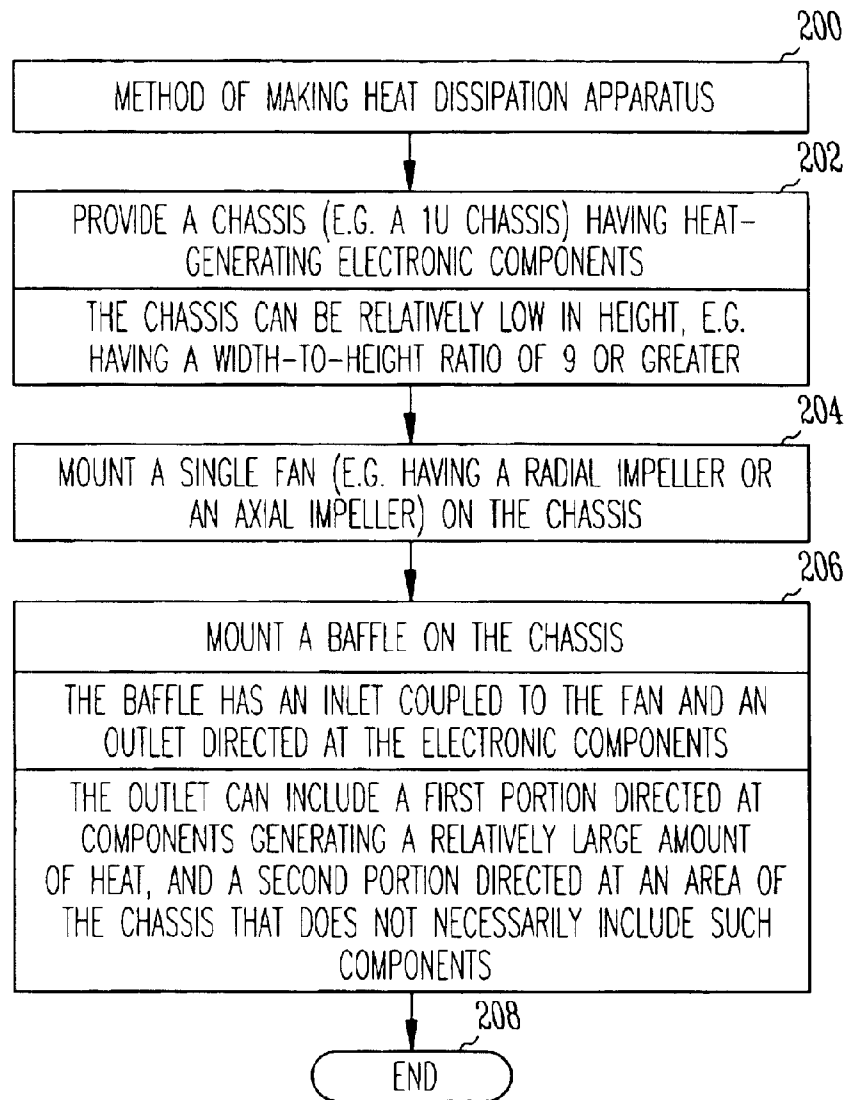 200
METHOD OF MAKING HEAT DISSIPATION APPARATUS
202
PROVIDE A CHASSIS (E.G. A 1U CHASSIS) HAVING HEAT-
GENERATING ELECTRONIC COMPONENTS
THE CHASSIS CAN BE RELATIVELY LOW IN HEIGHT, E.G.
HAVING A WIDTH-TO-HEIGHT RATIO OF 9 OR GREATER
204
MOUNT A SINGLE FAN (E.G. HAVING A RADIAL IMPELLER OR
AN AXIAL IMPELLER) ON THE CHASSIS
206
MOUNT A BAFFLE ON THE CHASSIS
THE BAFFLE HAS AN INLET COUPLED TO THE FAN AND AN
OUTLET DIRECTED AT THE ELECTRONIC COMPONENTS
THE OUTLET CAN INCLUDE A FIRST PORTION DIRECTED AT
COMPONENTS GENERATING A RELATIVELY LARGE AMOUNT
OF HEAT, AND A SECOND PORTION DIRECTED AT AN AREA OF
THE CHASSIS THAT DOES NOT NECESSARILY INCLUDE SUCH
COMPONENTS
208
END